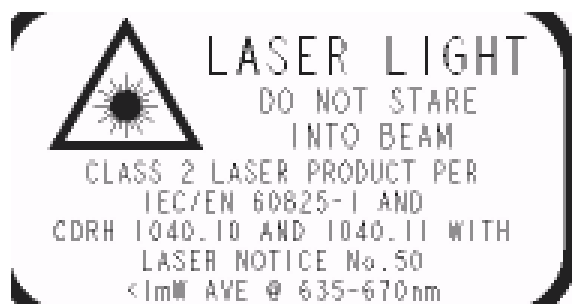 LASER LIGHT
DO NOT STARE
INTO BEAM
CLASS 2 LASER PRODUCT PER
IEC/EN 60825-1 AND
CDRH 1040.10 AND 1040.11 WITH
LASER NOTICE No.50
<1mW AVE @ 635-670nm